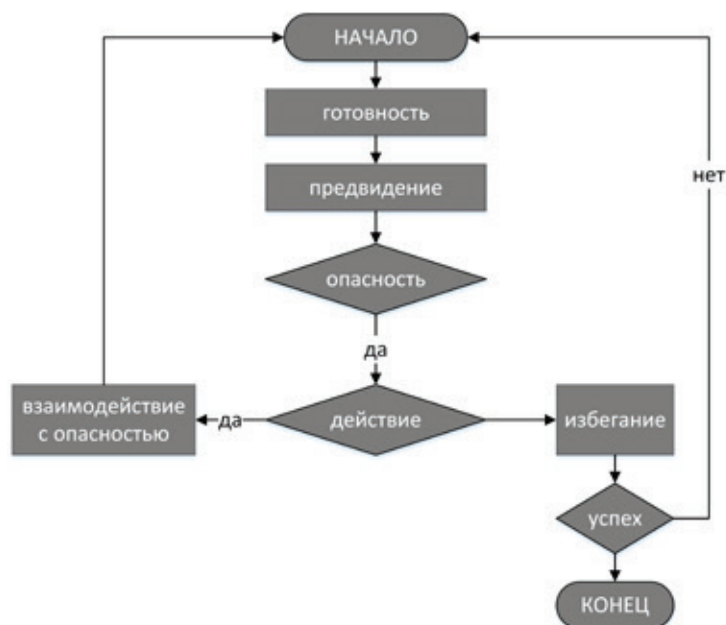 НАЧАЛО
готовность
предвидение
нет
опасность
да
взаимодействие
с опасностью
да
действие
избегание
успех
КОНЕЦ